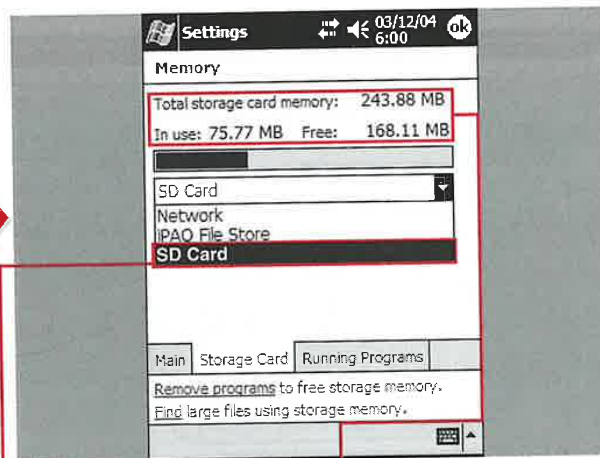 Settings 03/12/04
6:00 ok
Memory
Total storage card memory: 243.88 MB
In use: 75.77 MB Free: 168.11 MB
SD Card
Network
iPAQ File Store
SD Card
Main Storage Card Running Programs
Remove programs to free storage memory.
Find large files using storage memory.